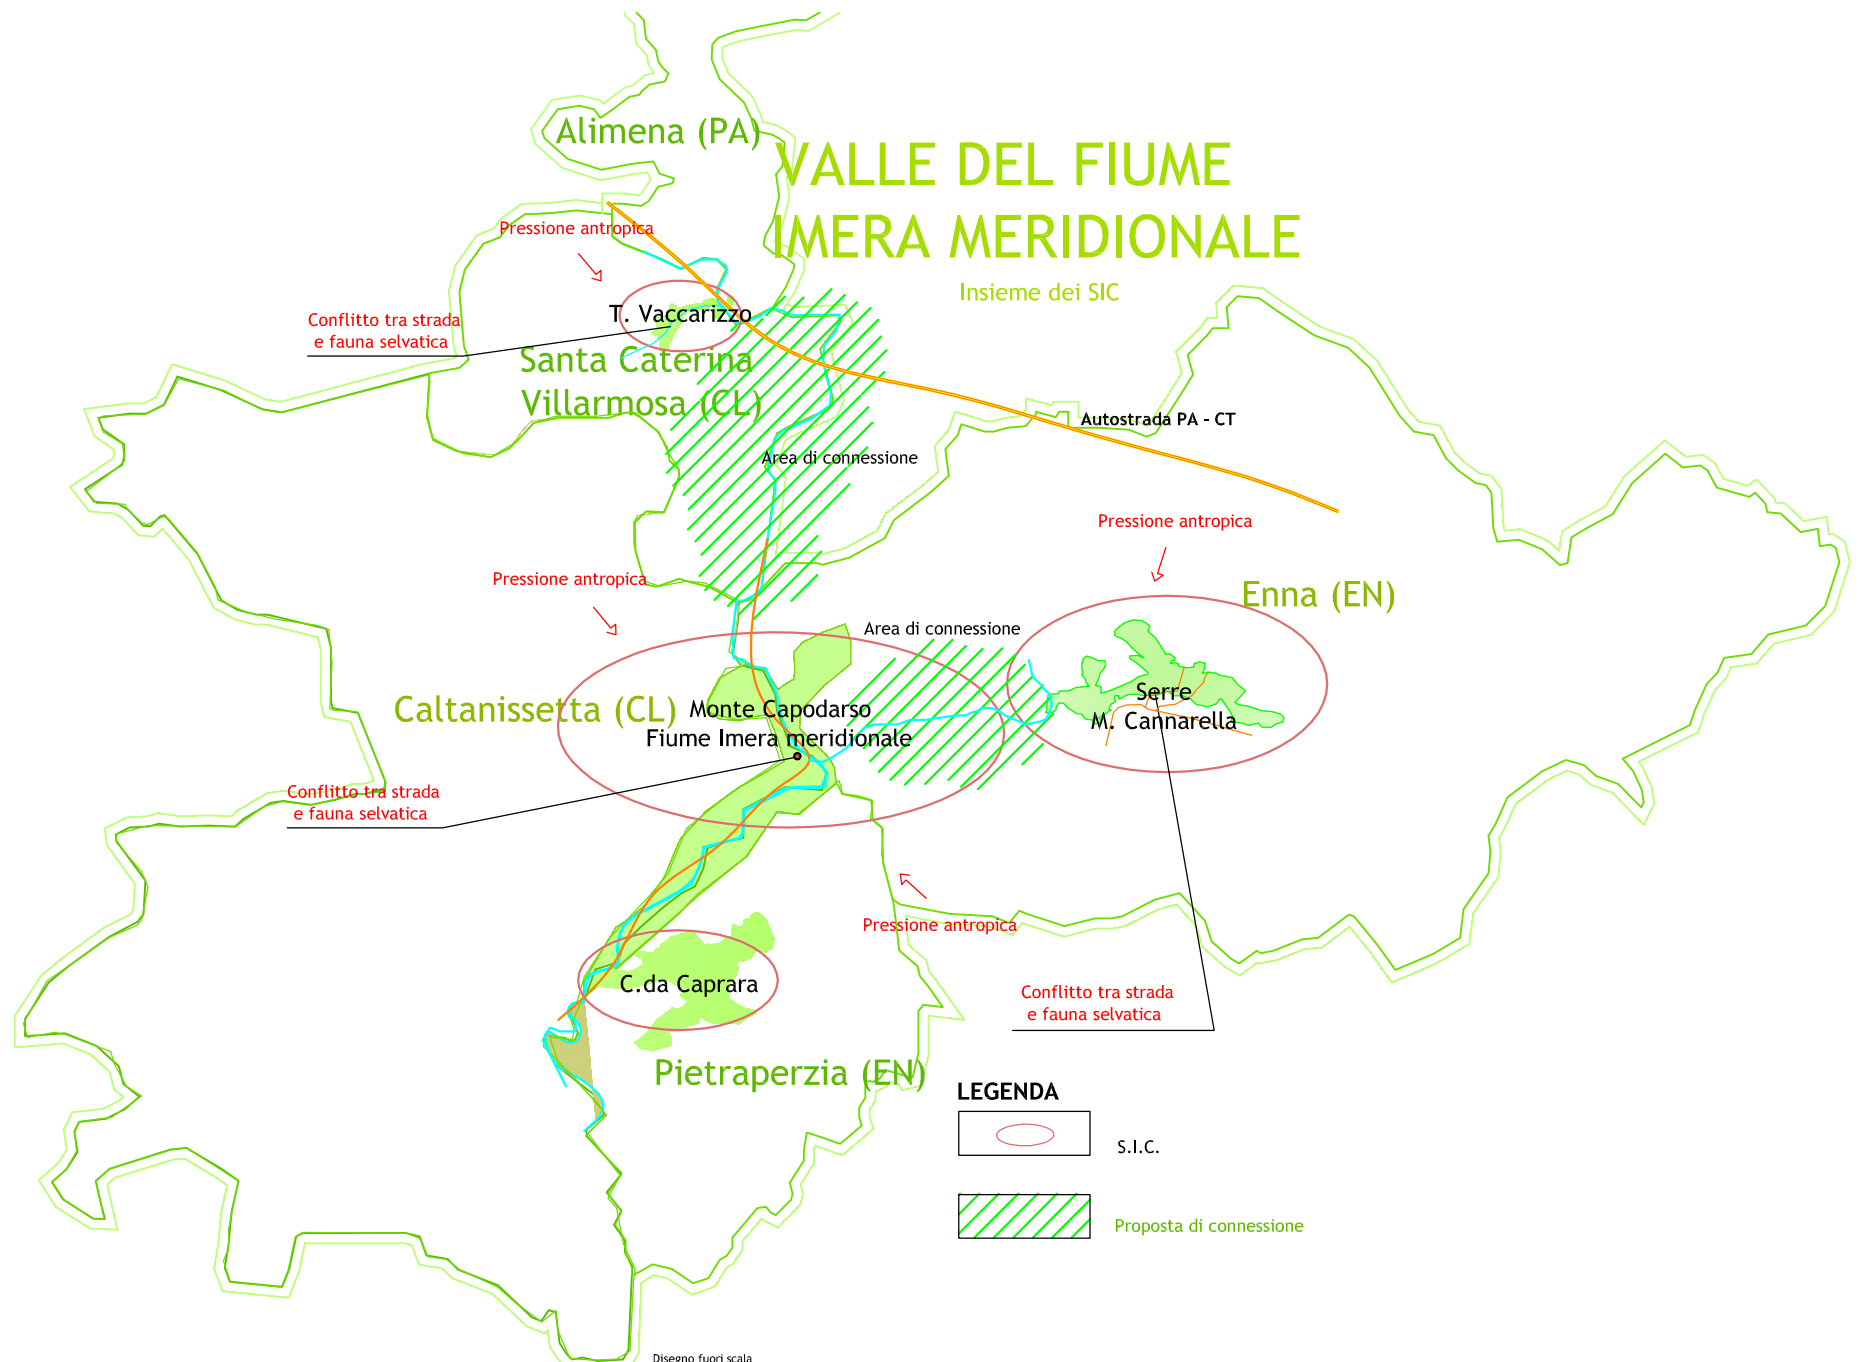 Alimena (PA)
VALLE DEL FIUME
IMERA MERIDIONALE
Insieme dei SIC
Pressione antropica
T. Vaccarizzo
Conflitto tra strada
e fauna selvatica
Santa Caterina
Villarmosa (CL)
Autostrada PA - CT
Area di connessione
Pressione antropica
Pressione antropica
Enna (EN)
Area di connessione
Serre
M. Cannarella
Caltanissetta (CL)
Monte Capodarso
Fiume Imera meridionale
Conflitto tra strada
e fauna selvatica
Pressione antropica
C.da Caprara
Conflitto tra strada
e fauna selvatica
Pietraperzia (EN)
LEGENDA
S.I.C.
Proposta di connessione
Disegno fuori scala